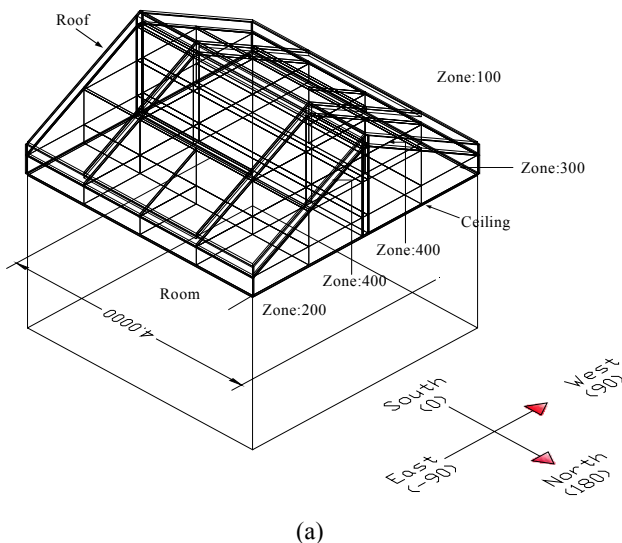 Roof
Zone:100
Zone:300
Ceiling
Zone:400
Zone:400
Room
Zone:200
4.0000
South
(0)
West
(90)
East
(-90)
North
(180)
(a)